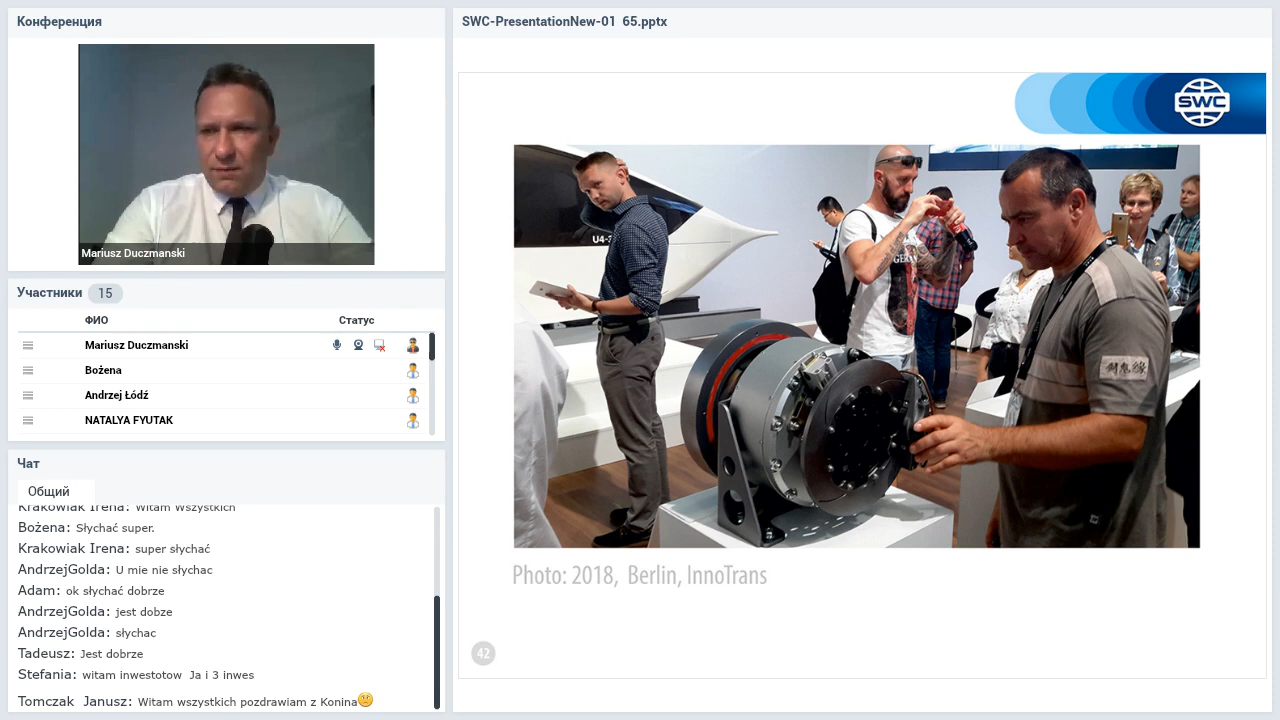 Конференция
Mariusz Duczmanski
Участники 15
ФИО Статус
Mariusz Duczmanski
Bożena
Andrzej Łódź
NATALYA FYUTAK
Чат
Общий
Krakowiak Irena: Witam Wszystkich
Bożena: Słychać super.
Krakowiak Irena: super słychać
AndrzejGolda: U mie nie słychac
Adam: ok słychać dobrze
AndrzejGolda: jest dobze
AndrzejGolda: słychac
Tadeusz: Jest dobrze
Stefania: witam inwestotow Ja i 3 inwes
Tomczak Janusz: Witam wszystkich pozdrawiam z Konina
SWC-PresentationNew-01 65.pptx
SWC
U4-3
Photo: 2018, Berlin, InnoTrans
42